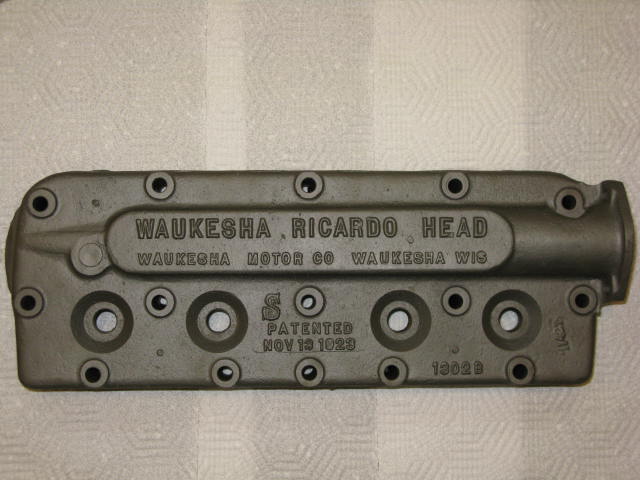 WAUKESHA RICARDO HEAD
WAUKESHA MOTOR CO WAUKESHA WIS
S
PATENTED
NOV 13 1923
1302B